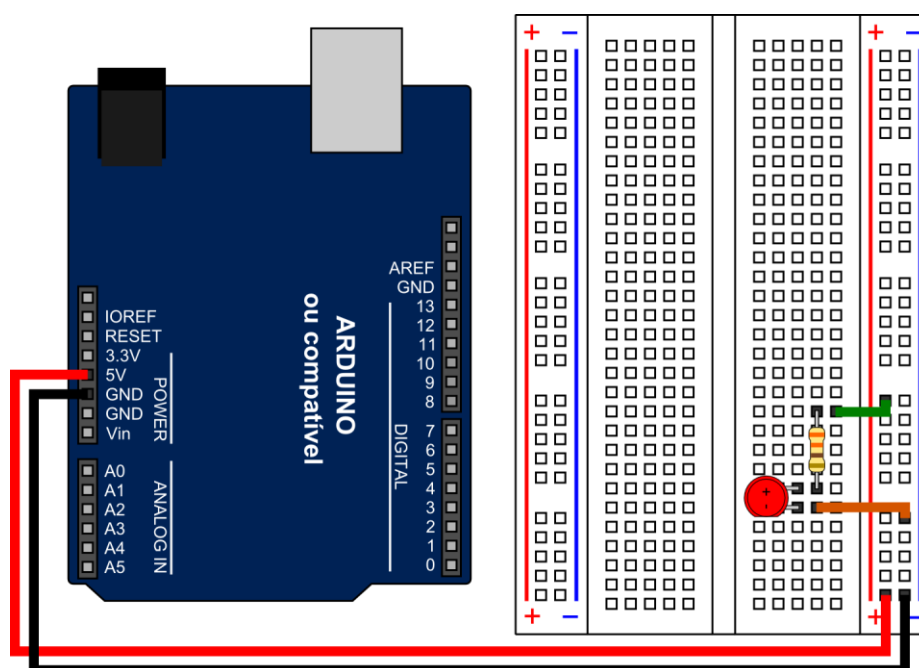 + −
+ −
IOREF
RESET
3.3V
5V
GND
GND
Vin
POWER
A0
A1
A2
A3
A4
A5
ANALOG IN
ARDUINO
ou compatível
AREF
GND
13
12
11
10
9
8
7
6
5
4
3
2
1
0
DIGITAL
+
-
+ −
+ −